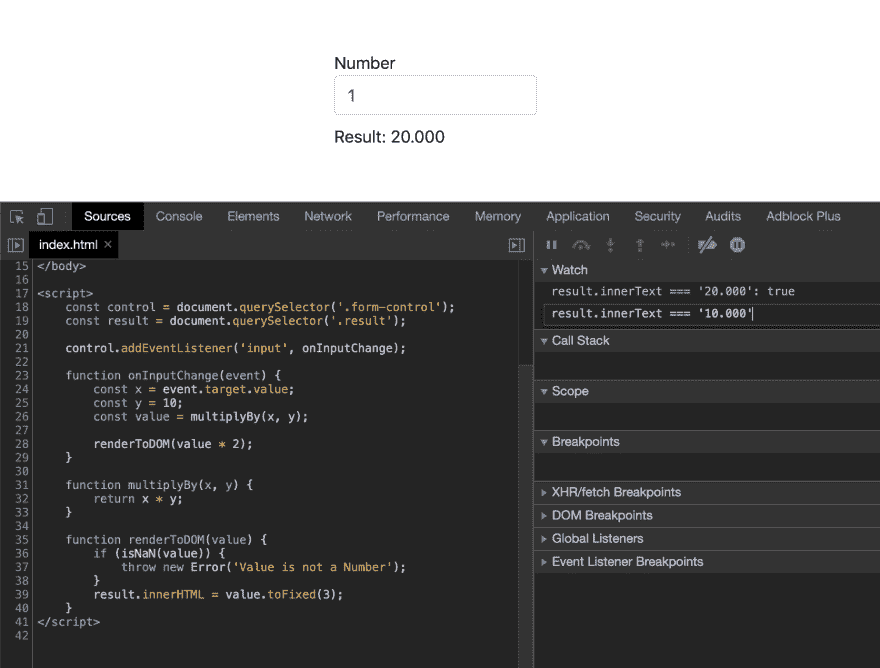 Number
1
Result: 20.000
Sources Console Elements Network Performance Memory Application Security Audits Adblock Plus
index.html ×
15 </body>
16
17 <script>
18     const control = document.querySelector('.form-control');
19     const result = document.querySelector('.result');
20
21     control.addEventListener('input', onInputChange);
22
23     function onInputChange(event) {
24         const x = event.target.value;
25         const y = 10;
26         const value = multiplyBy(x, y);
27
28         renderToDOM(value * 2);
29     }
30
31     function multiplyBy(x, y) {
32         return x * y;
33     }
34
35     function renderToDOM(value) {
36         if (isNaN(value)) {
37             throw new Error('Value is not a Number');
38         }
39         result.innerHTML = value.toFixed(3);
40     }
41 </script>
42
Watch
result.innerText === '20.000': true
result.innerText === '10.000'
Call Stack
Scope
Breakpoints
XHR/fetch Breakpoints
DOM Breakpoints
Global Listeners
Event Listener Breakpoints